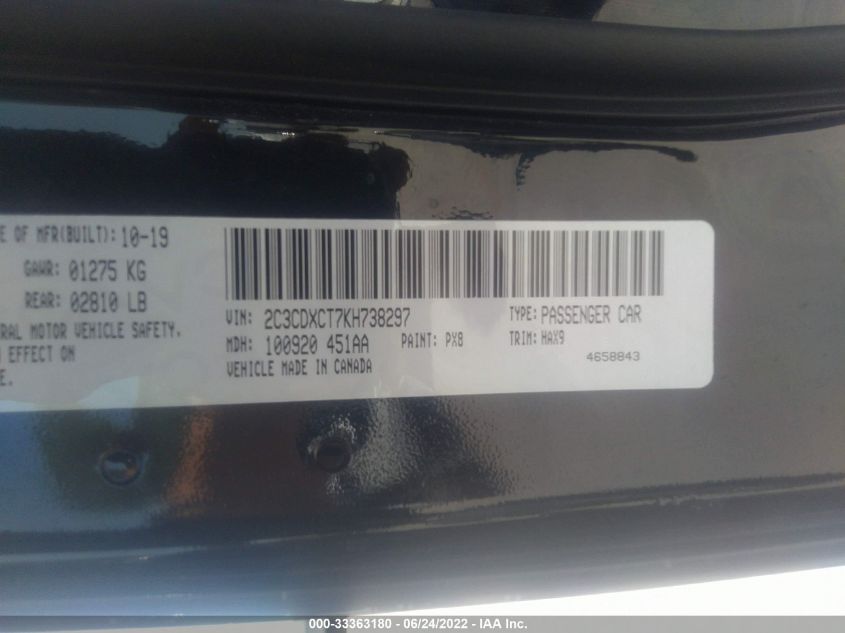 E OF MFR(BUILT): 10-19
GAWR: 01275 KG
REAR: 02810 LB
RAL MOTOR VEHICLE SAFETY.
EFFECT ON
E.
VIN: 2C3CDXCT7KH738297
TYPE: PASSENGER CAR
MDH: 100920 451AA
PAINT: PX8
TRIM: HAX9
VEHICLE MADE IN CANADA
4658843
000-33363180 - 06/24/2022 - IAA Inc.